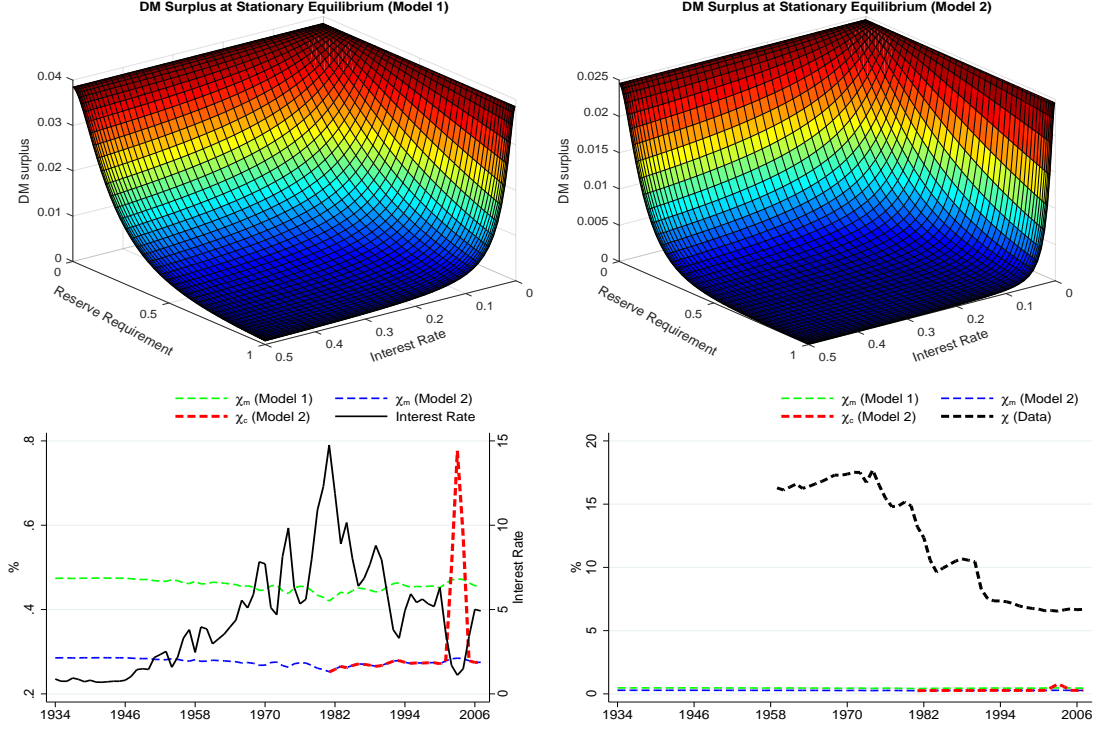 DM Surplus at Stationary Equilibrium (Model 1)
0.04
0.03
0.02
0.01
0
DM surplus
0
0.5
1
Reserve Requirement
0.5
0.4
0.3
0.2
0.1
0
Interest Rate
DM Surplus at Stationary Equilibrium (Model 2)
0.025
0.02
0.015
0.01
0.005
0
DM surplus
0
0.5
1
Reserve Requirement
0.5
0.4
0.3
0.2
0.1
0
Interest Rate
χm (Model 1) χm (Model 2)
χc (Model 2) Interest Rate
.8
.6
.4
.2
%
15
10
5
0
Interest Rate
1934 1946 1958 1970 1982 1994 2006
χm (Model 1) χm (Model 2)
χc (Model 2) χ (Data)
20
15
10
5
0
%
1934 1946 1958 1970 1982 1994 2006